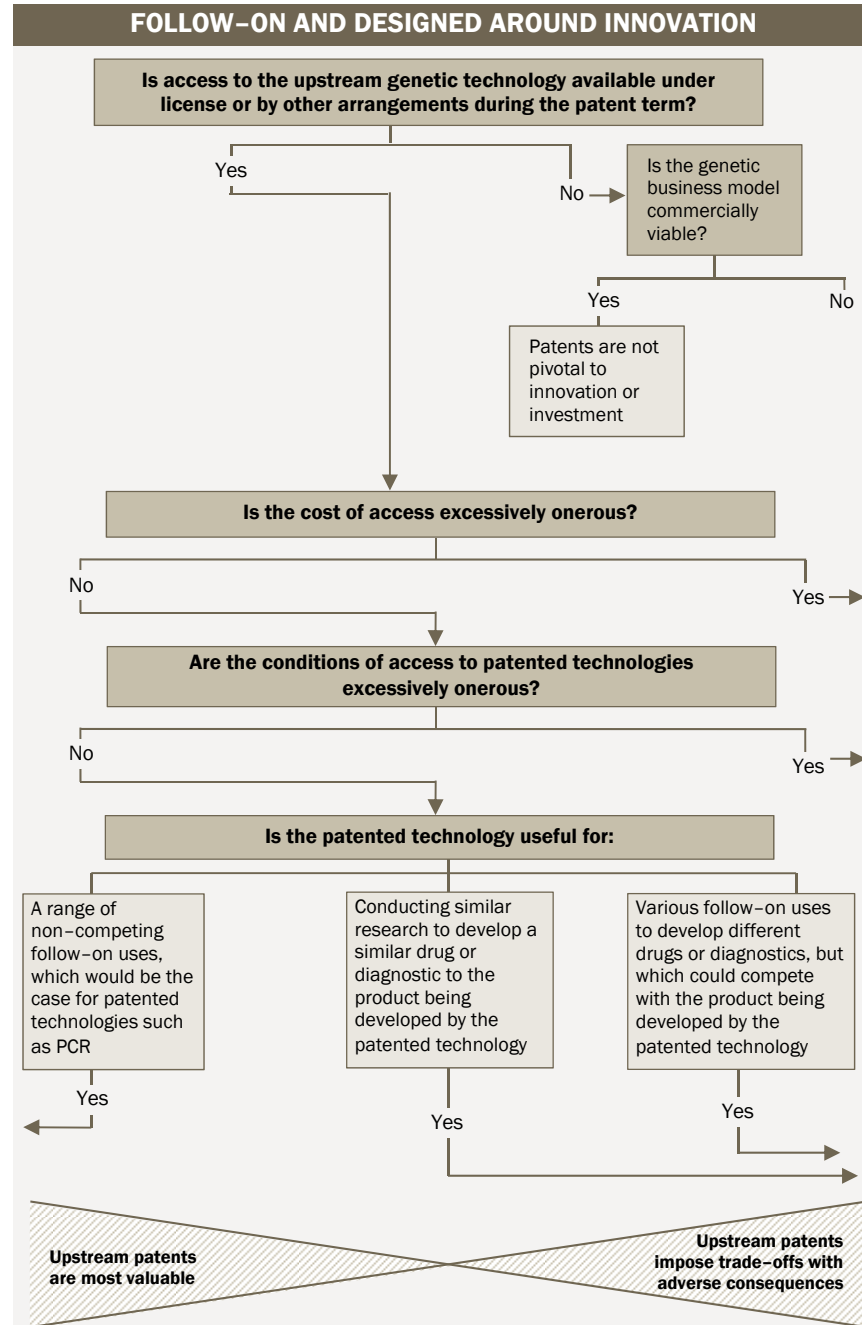 FOLLOW–ON AND DESIGNED AROUND INNOVATION
Is access to the upstream genetic technology available under
license or by other arrangements during the patent term?
Yes
No
Is the genetic
business model
commercially
viable?
Yes
No
Patents are not
pivotal to
innovation or
investment
Is the cost of access excessively onerous?
No
Yes
Are the conditions of access to patented technologies
excessively onerous?
No
Yes
Is the patented technology useful for:
A range of
non–competing
follow–on uses,
which would be the
case for patented
technologies such
as PCR
Yes
Conducting similar
research to develop a
similar drug or
diagnostic to the
product being
developed by the
patented technology
Yes
Various follow–on uses
to develop different
drugs or diagnostics, but
which could compete
with the product being
developed by the
patented technology
Yes
Upstream patents
are most valuable
Upstream patents
impose trade–offs with
adverse consequences